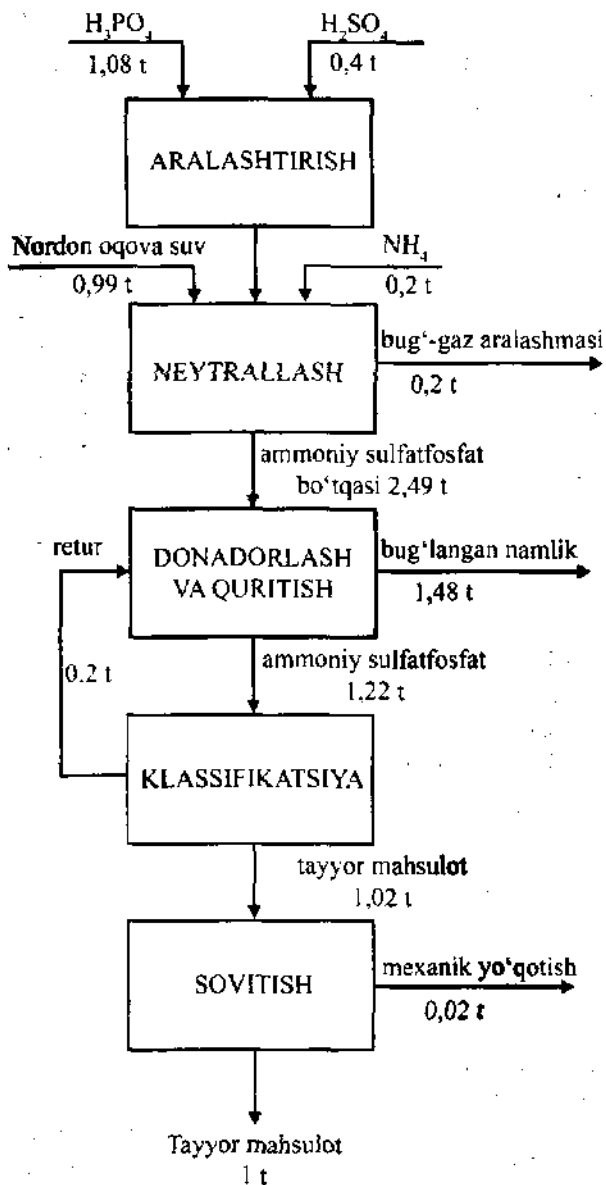 H₃PO₄
H₂SO₄
1,08 t
0,4 t
ARALASHTIRISH
Nordon oqova suv
NH₄
0,99 t
0,2 t
NEYTRALLASH
bug‘-gaz aralashmasi
0,2 t
ammoniy sulfatfosfat
bo‘tqasi 2,49 t
retur
DONADORLASH
VA QURITISH
bug‘langan namlik
1,48 t
0.2 t
ammoniy sulfatfosfat
1,22 t
KLASSIFIKATSIYA
tayyor mahsulot
1,02 t
SOVITISH
mexanik yo‘qotish
0,02 t
Tayyor mahsulot
1 t